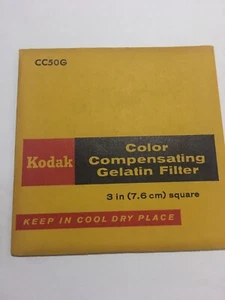 CC50G
Kodak
Color
Compensating
Gelatin Filter
3 in (7.6 cm) square
KEEP IN COOL DRY PLACE